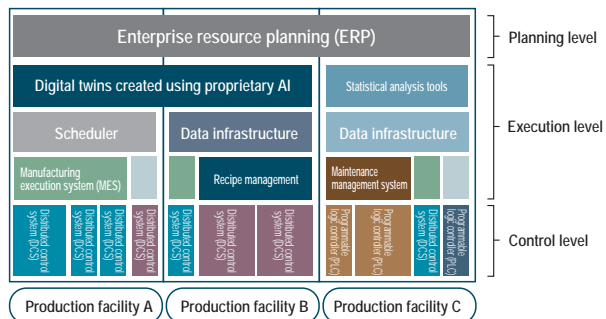 Enterprise resource planning (ERP)
Planning level
Digital twins created using proprietary AI
Statistical analysis tools
Scheduler
Data infrastructure
Data infrastructure
Execution level
Manufacturing
execution system (MES)
Recipe management
Maintenance
management system
Distributed control
system (DCS)
Distributed control
system (DCS)
Distributed control
system (DCS)
Distributed control
system (DCS)
Distributed control
system (DCS)
Distributed control
system (DCS)
Distributed control
system (DCS)
Programmable
logic controller (PLC)
Programmable
logic controller (PLC)
Distributed control
system (DCS)
Programmable
logic controller (PLC)
Control level
Production facility A
Production facility B
Production facility C